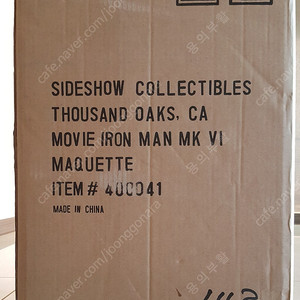 SIDESHOW COLLECTIBLES
THOUSAND OAKS, CA
MOVIE IRON MAN MK VI
MAQUETTE
ITEM # 400041
MADE IN CHINA